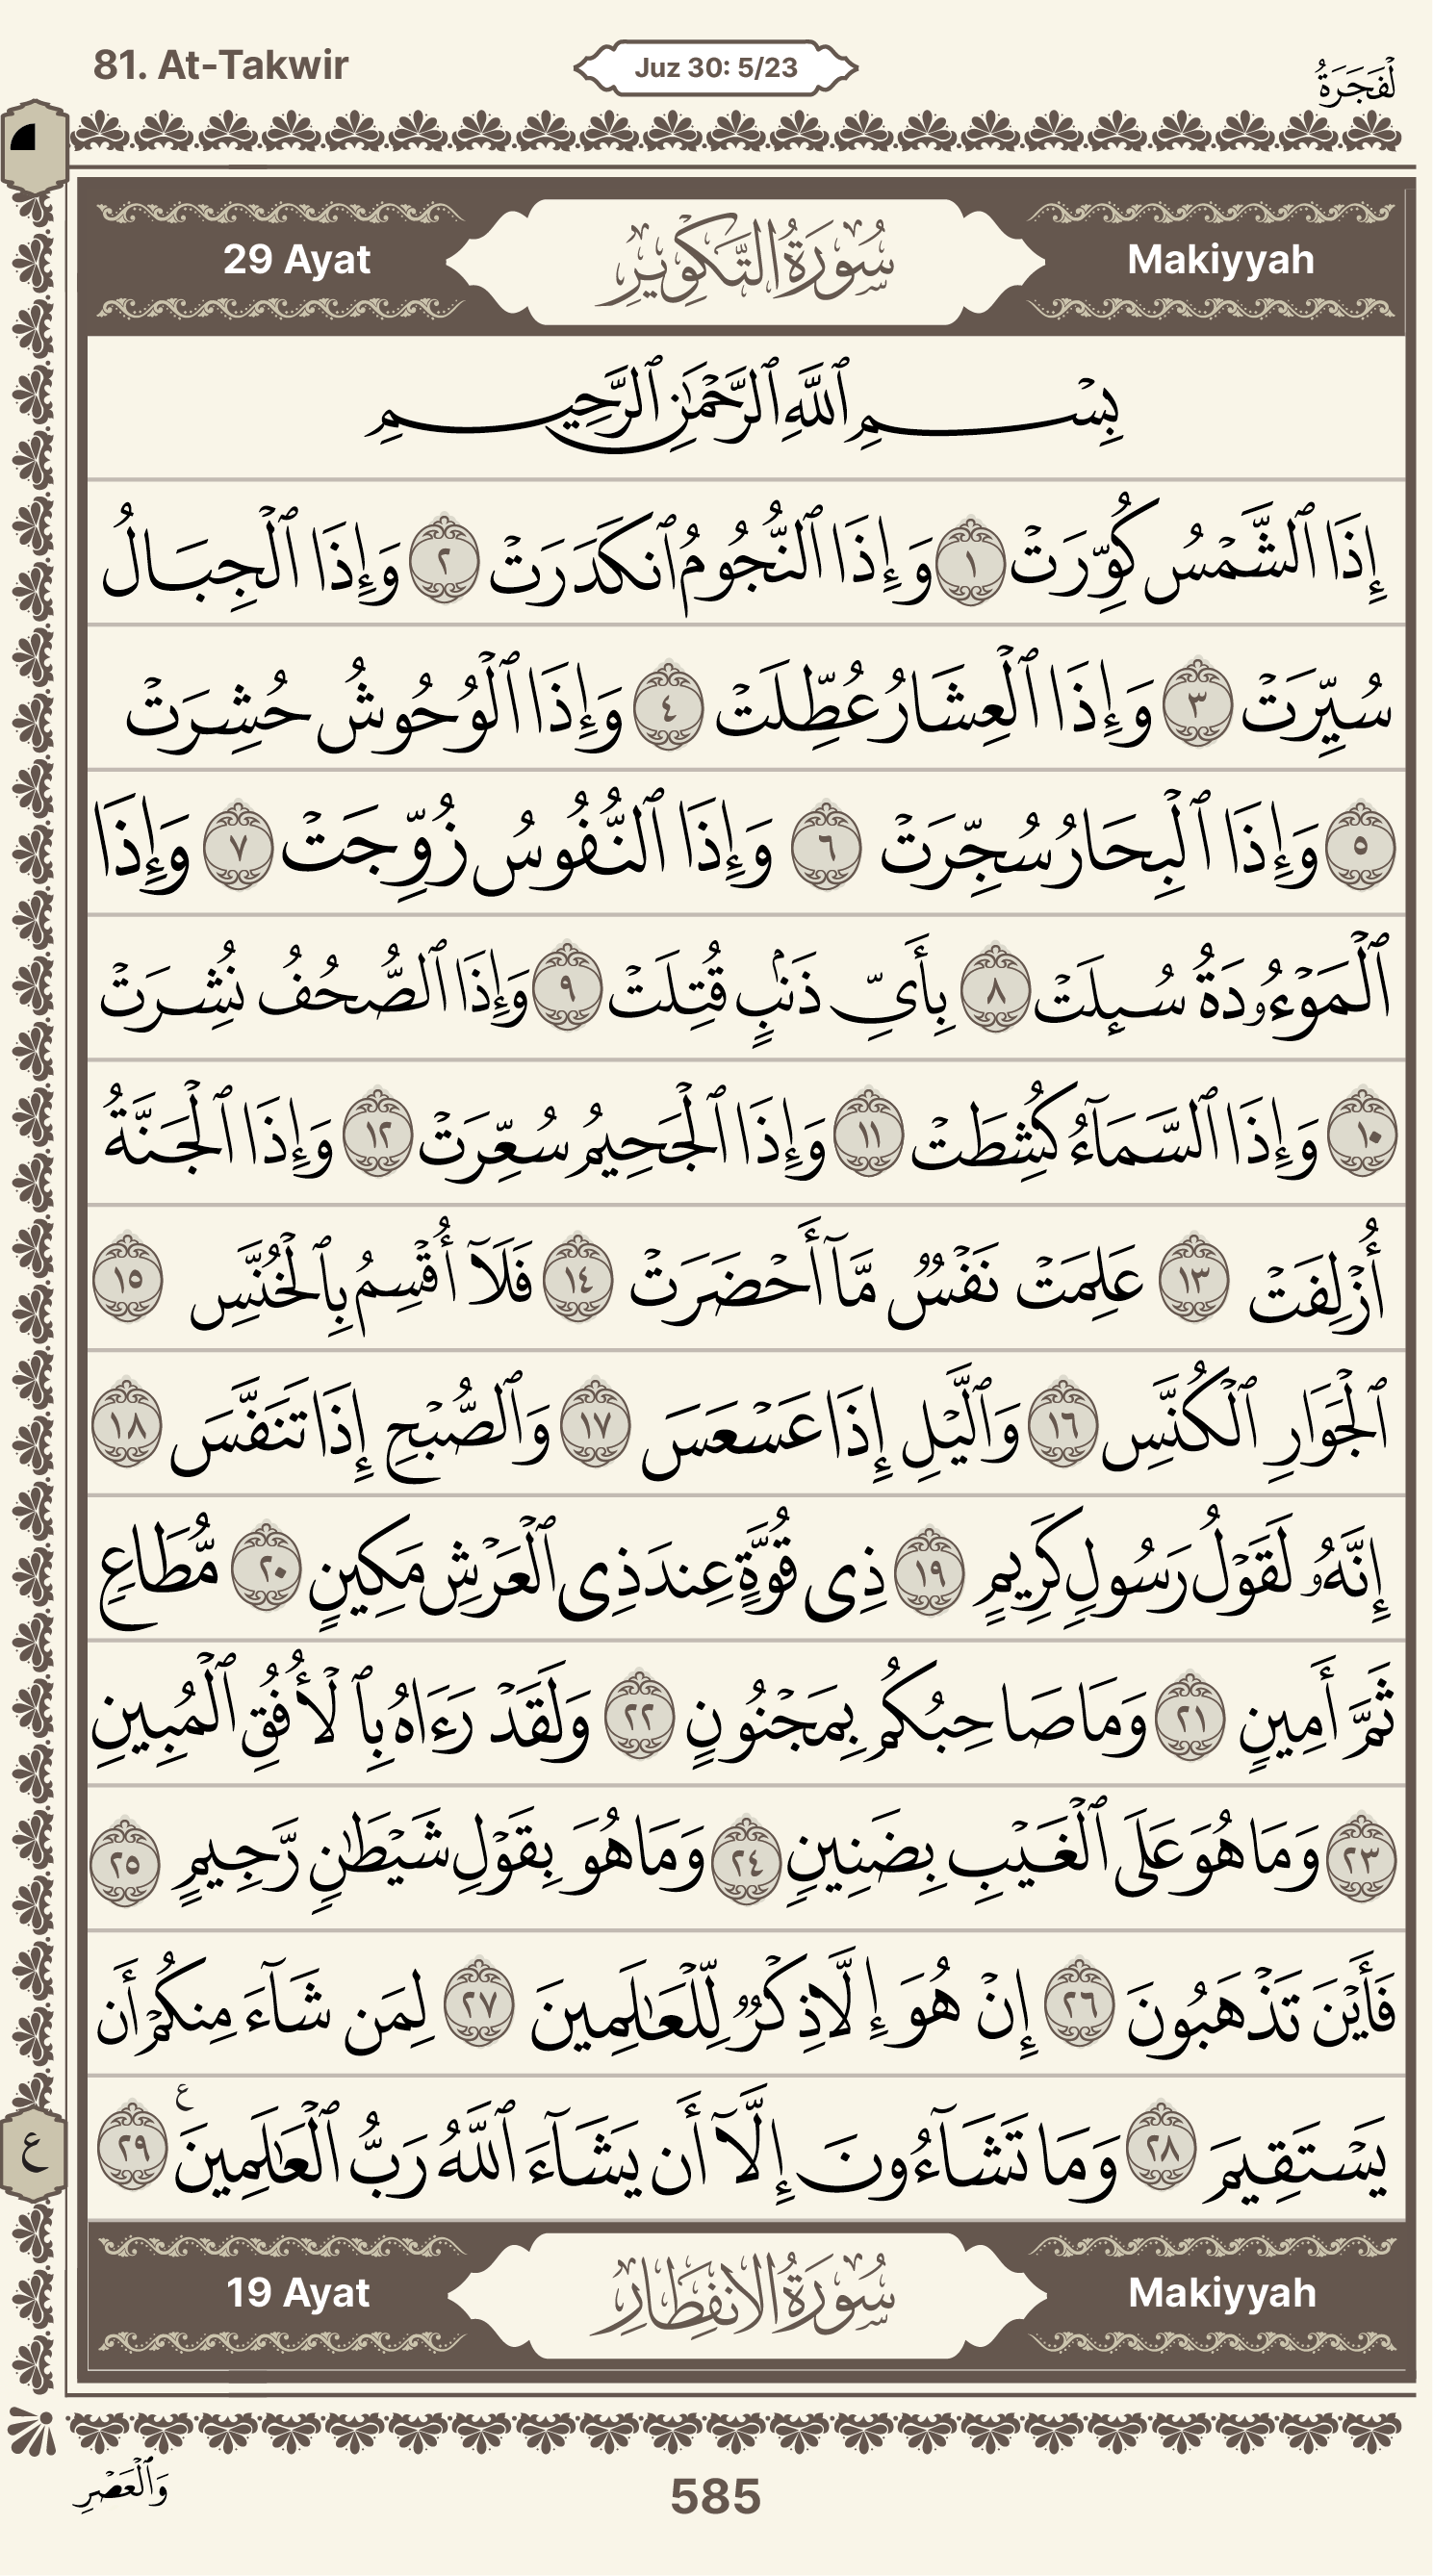 81. At-Takwir
Juz 30: 5/23
لۡفَجَرَةُ
29 Ayat
سُورَةُ التَّكۡوِيرِ
Makiyyah
بِسۡمِ ٱللَّهِ ٱلرَّحۡمَٰنِ ٱلرَّحِيمِ
إِذَا ٱلشَّمۡسُ كُوِّرَتۡ ١ وَإِذَا ٱلنُّجُومُ ٱنكَدَرَتۡ ٢ وَإِذَا ٱلۡجِبَالُ
سُيِّرَتۡ ٣ وَإِذَا ٱلۡعِشَارُ عُطِّلَتۡ ٤ وَإِذَا ٱلۡوُحُوشُ حُشِرَتۡ
٥ وَإِذَا ٱلۡبِحَارُ سُجِّرَتۡ ٦ وَإِذَا ٱلنُّفُوسُ زُوِّجَتۡ ٧ وَإِذَا
ٱلۡمَوۡءُۥدَةُ سُئِلَتۡ ٨ بِأَيِّ ذَنۢبٍ قُتِلَتۡ ٩ وَإِذَا ٱلصُّحُفُ نُشِرَتۡ
١٠ وَإِذَا ٱلسَّمَآءُ كُشِطَتۡ ١١ وَإِذَا ٱلۡجَحِيمُ سُعِّرَتۡ ١٢ وَإِذَا ٱلۡجَنَّةُ
أُزۡلِفَتۡ ١٣ عَلِمَتۡ نَفۡسٞ مَّآ أَحۡضَرَتۡ ١٤ فَلَآ أُقۡسِمُ بِٱلۡخُنَّسِ ١٥
ٱلۡجَوَارِ ٱلۡكُنَّسِ ١٦ وَٱلَّيۡلِ إِذَا عَسۡعَسَ ١٧ وَٱلصُّبۡحِ إِذَا تَنَفَّسَ ١٨
إِنَّهُۥ لَقَوۡلُ رَسُولٖ كَرِيمٖ ١٩ ذِي قُوَّةٍ عِندَ ذِي ٱلۡعَرۡشِ مَكِينٖ ٢٠ مُّطَاعٖ
ثَمَّ أَمِينٖ ٢١ وَمَا صَاحِبُكُم بِمَجۡنُونٖ ٢٢ وَلَقَدۡ رَءَاهُ بِٱلۡأُفُقِ ٱلۡمُبِينِ
٢٣ وَمَا هُوَ عَلَى ٱلۡغَيۡبِ بِضَنِينٖ ٢٤ وَمَا هُوَ بِقَوۡلِ شَيۡطَٰنٖ رَّجِيمٖ ٢٥
فَأَيۡنَ تَذۡهَبُونَ ٢٦ إِنۡ هُوَ إِلَّا ذِكۡرٞ لِّلۡعَٰلَمِينَ ٢٧ لِمَن شَآءَ مِنكُمۡ أَن
يَسۡتَقِيمَ ٢٨ وَمَا تَشَآءُونَ إِلَّآ أَن يَشَآءَ ٱللَّهُ رَبُّ ٱلۡعَٰلَمِينَ ع ٢٩
ع
19 Ayat
سُورَةُ الانفِطَارِ
Makiyyah
وَٱلۡعَصۡرِ
585